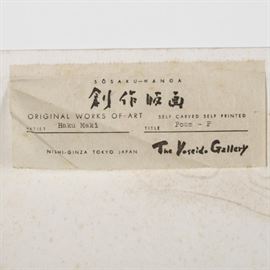 SŌSAKU-HANGA
創作版画
ORIGINAL WORKS OF ART SELF CARVED SELF PRINTED
ARTIST Haku Maki TITLE Poem - F
NISHI-GINZA TOKYO JAPAN The Yoseido Gallery